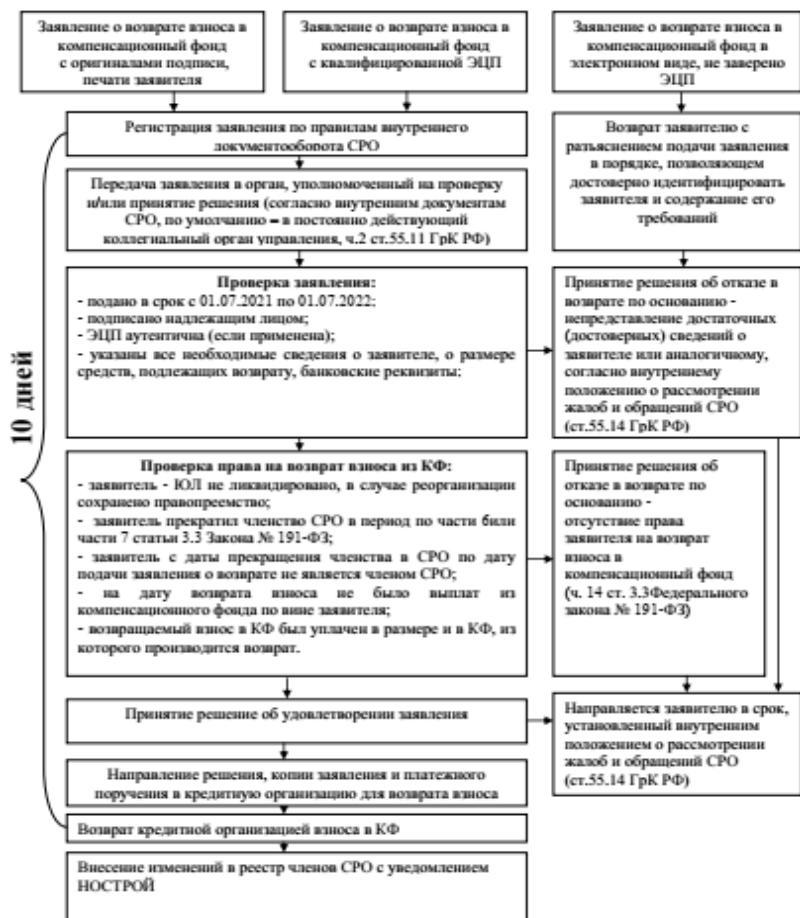 Заявление о возврате взноса в
компенсационный фонд
с оригиналами подписи,
печати заявителя
Заявление о возврате взноса в
компенсационный фонд
с квалифицированной ЭЦП
Заявление о возврате взноса в
компенсационный фонд в
электронном виде, не заверено
ЭЦП
10 дней
Регистрация заявления по правилам внутреннего
документооборота СРО
Возврат заявителю с
разъяснением подачи заявления
в порядке, позволяющем
достоверно идентифицировать
заявителя и содержание его
требований
Передача заявления в орган, уполномоченный на проверку
и/или принятие решения (согласно внутренним документам
СРО, по умолчанию – в постоянно действующий
коллегиальный орган управления, ч.2 ст.55.11 ГрК РФ)
Проверка заявления:
- подано в срок с 01.07.2021 по 01.07.2022;
- подписано надлежащим лицом;
- ЭЦП аутентична (если применена);
- указаны все необходимые сведения о заявителе, о размере
средств, подлежащих возврату, банковские реквизиты;
Принятие решения об отказе в
возврате по основанию -
непредставление достаточных
(достоверных) сведений о
заявителе или аналогичному,
согласно внутреннему
положению о рассмотрении
жалоб и обращений СРО
(ст.55.14 ГрК РФ)
Проверка права на возврат взноса из КФ:
- заявитель - ЮЛ не ликвидировано, в случае реорганизации
сохранено правопреемство;
- заявитель прекратил членство СРО в период по части 6или
части 7 статьи 3.3 Закона № 191-ФЗ;
- заявитель с даты прекращения членства в СРО по дату
подачи заявления о возврате не является членом СРО;
- на дату возврата взноса не было выплат из
компенсационного фонда по вине заявителя;
- возвращаемый взнос в КФ был уплачен в размере и в КФ, из
которого производится возврат.
Принятие решения об
отказе в возврате по
основанию -
отсутствие права
заявителя на возврат
взноса в
компенсационный фонд
(ч. 14 ст. 3.3Федерального
закона № 191-ФЗ)
Принятие решение об удовлетворении заявления
Направляется заявителю в срок,
установленный внутренним
положением о рассмотрении
жалоб и обращений СРО
(ст.55.14 ГрК РФ)
Направление решения, копии заявления и платежного
поручения в кредитную организацию для возврата взноса
Возврат кредитной организацией взноса в КФ
Внесение изменений в реестр членов СРО с уведомлением
НОСТРОЙ